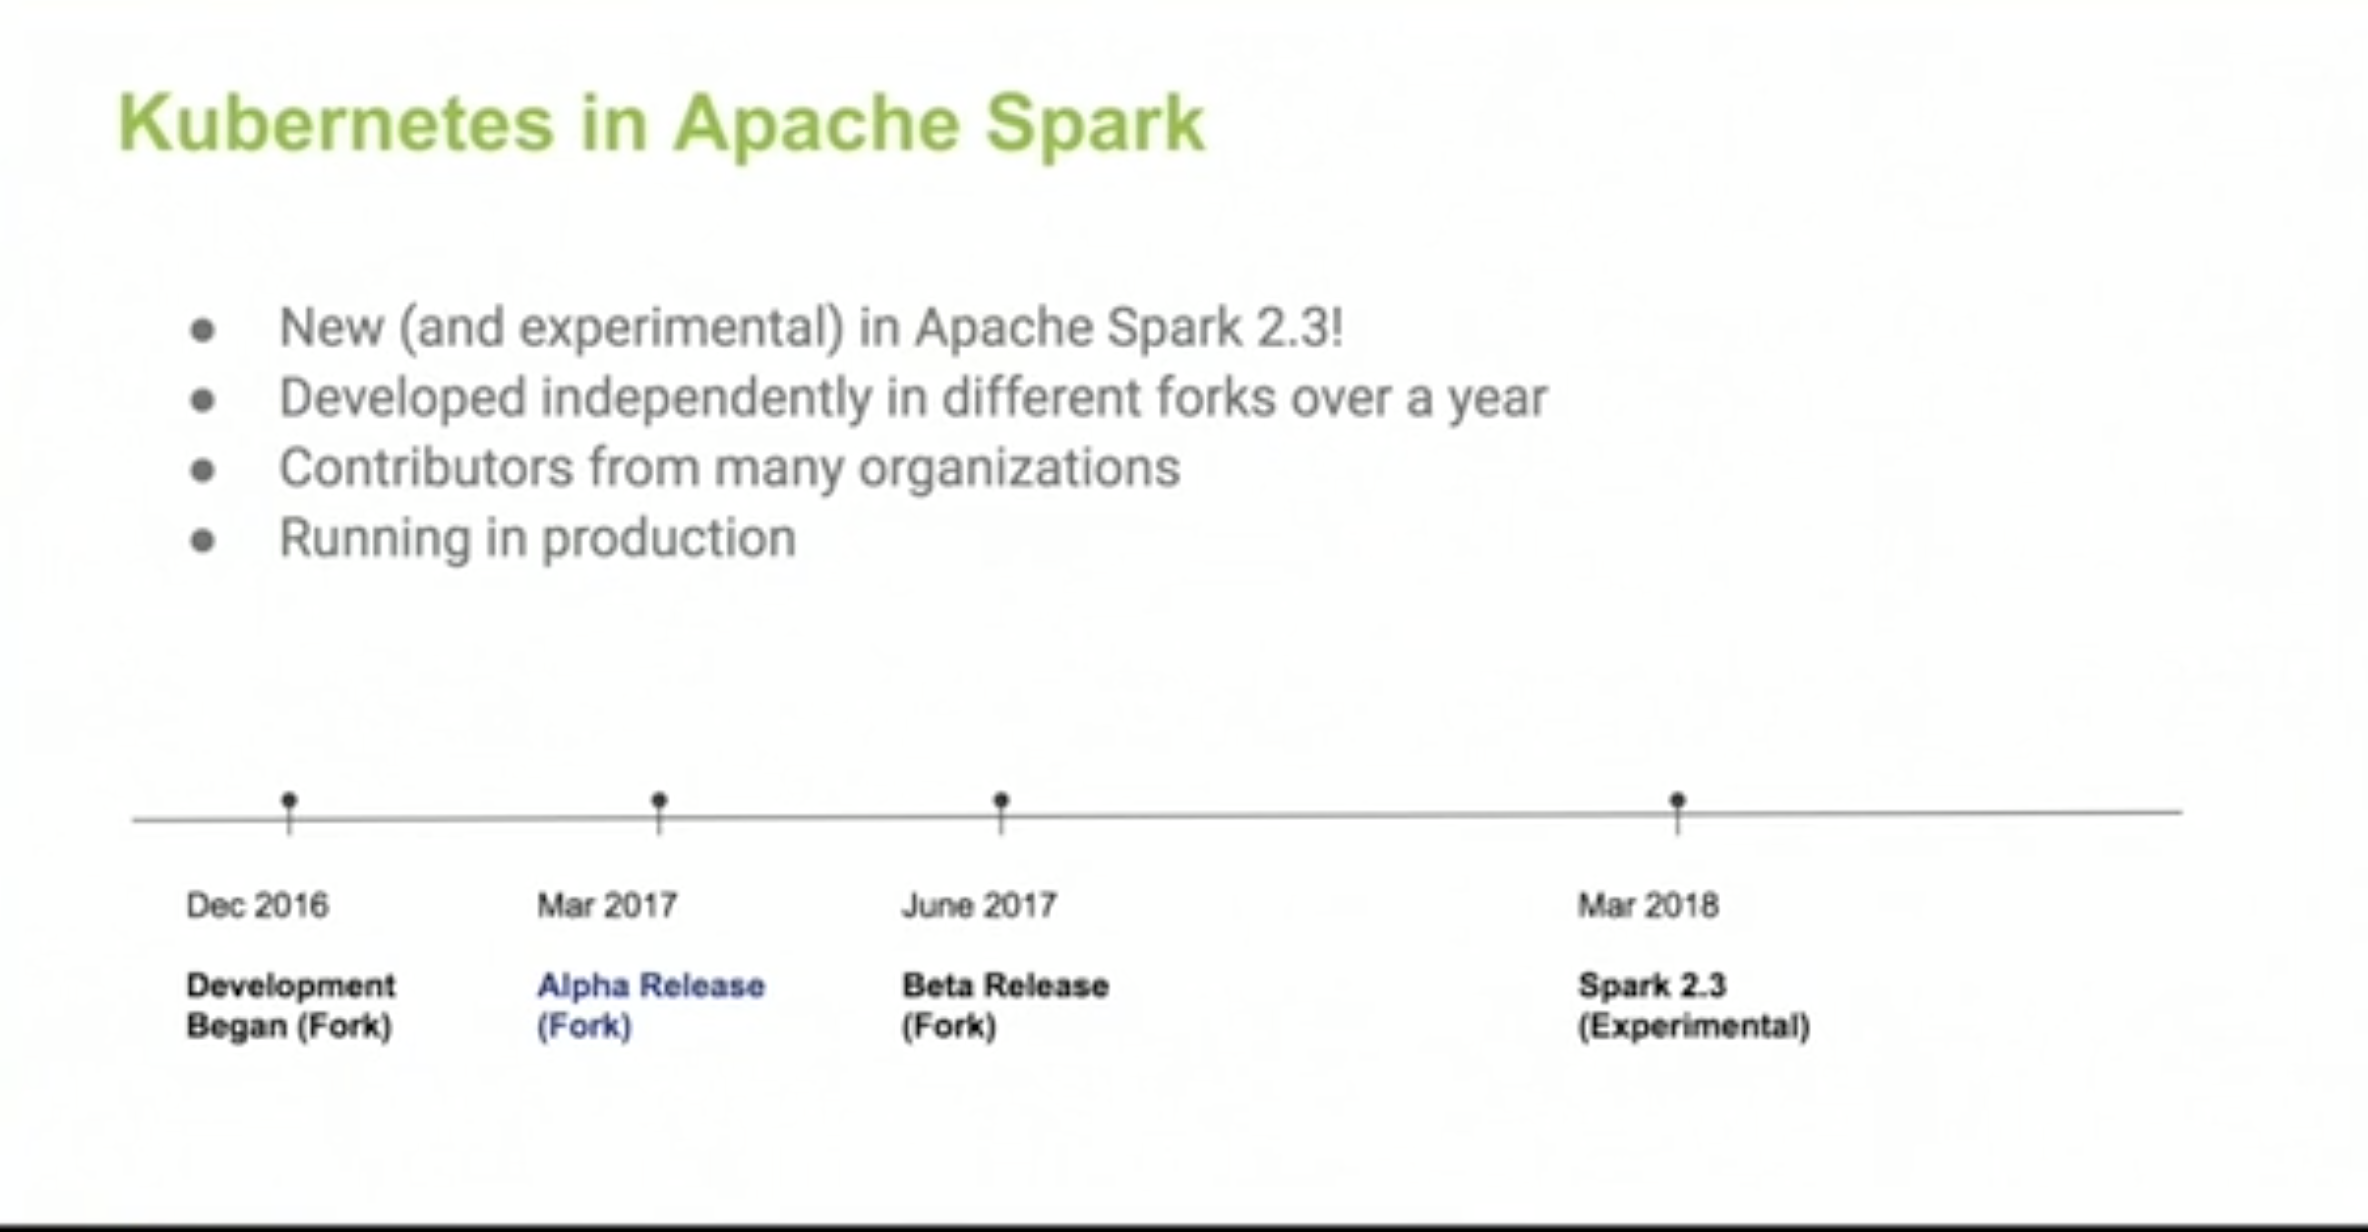 Kubernetes in Apache Spark
● New (and experimental) in Apache Spark 2.3!
● Developed independently in different forks over a year
● Contributors from many organizations
● Running in production
Dec 2016
Development
Began (Fork)
Mar 2017
Alpha Release
(Fork)
June 2017
Beta Release
(Fork)
Mar 2018
Spark 2.3
(Experimental)